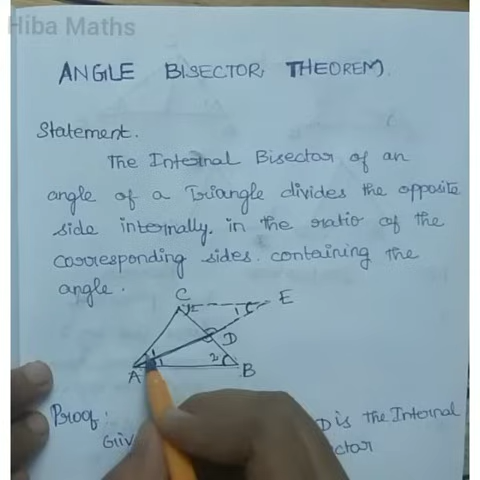 Hiba Maths
ANGLE BISECTOR THEOREM.
Statement.
The Internal Bisector of an
angle of a Triangle divides the opposite
side internally. in the ratio of the
corresponding sides. containing the
angle.
C
E
D
2
A
B
Proof:
D is the Internal